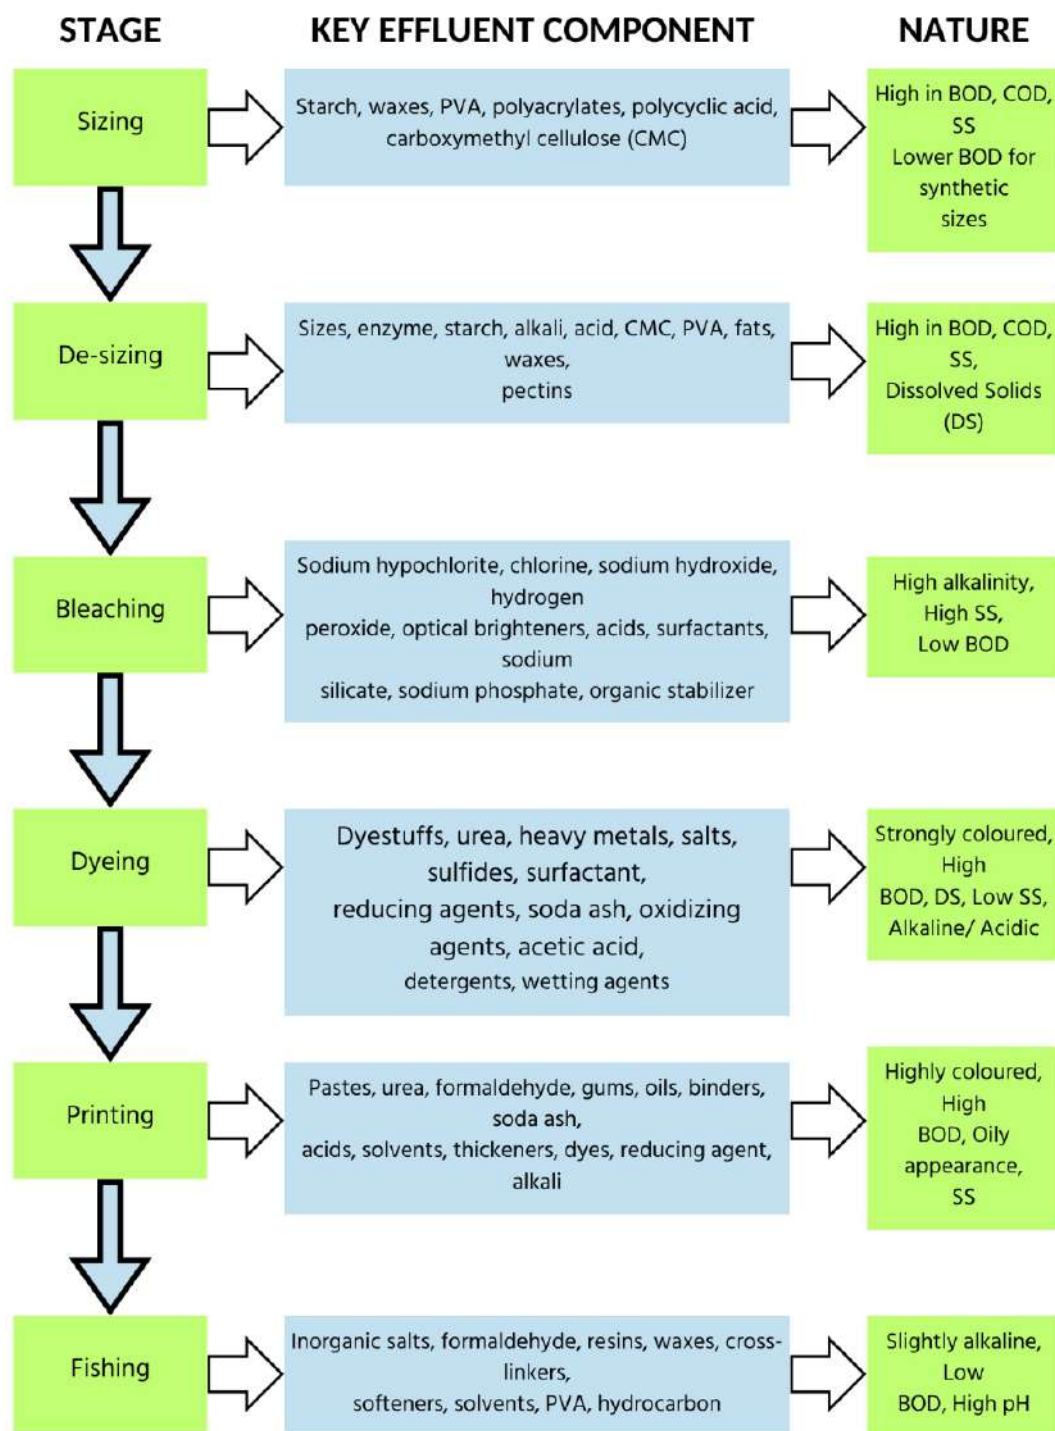 STAGE
KEY EFFLUENT COMPONENT
NATURE
Sizing
Starch, waxes, PVA, polyacrylates, polycyclic acid,
carboxymethyl cellulose (CMC)
High in BOD, COD,
SS
Lower BOD for
synthetic
sizes
De-sizing
Sizes, enzyme, starch, alkali, acid, CMC, PVA, fats,
waxes,
pectins
High in BOD, COD,
SS,
Dissolved Solids
(DS)
Bleaching
Sodium hypochlorite, chlorine, sodium hydroxide,
hydrogen
peroxide, optical brighteners, acids, surfactants,
sodium
silicate, sodium phosphate, organic stabilizer
High alkalinity,
High SS,
Low BOD
Dyeing
Dyestuffs, urea, heavy metals, salts,
sulfides, surfactant,
reducing agents, soda ash, oxidizing
agents, acetic acid,
detergents, wetting agents
Strongly coloured,
High
BOD, DS, Low SS,
Alkaline/ Acidic
Printing
Pastes, urea, formaldehyde, gums, oils, binders,
soda ash,
acids, solvents, thickeners, dyes, reducing agent,
alkali
Highly coloured,
High
BOD, Oily
appearance,
SS
Fishing
Inorganic salts, formaldehyde, resins, waxes, cross-
linkers,
softeners, solvents, PVA, hydrocarbon
Slightly alkaline,
Low
BOD, High pH